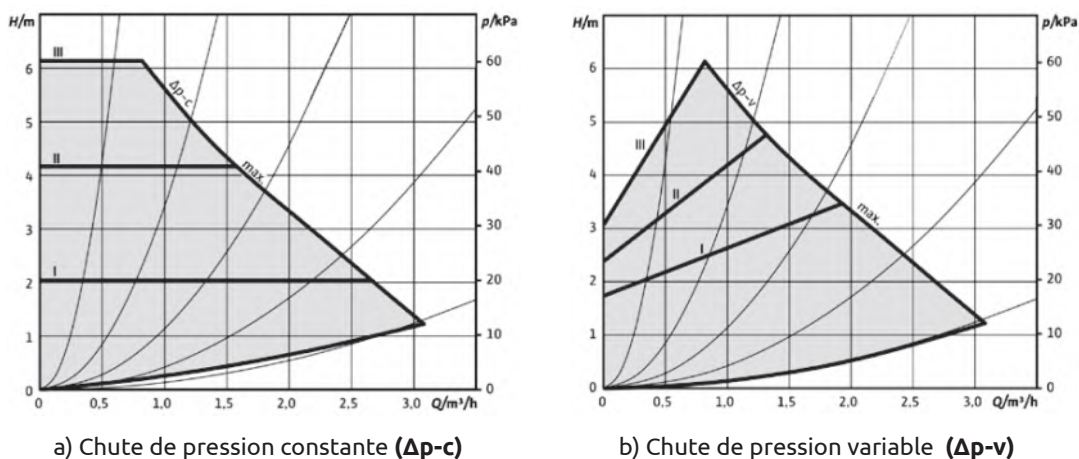 H/m
p/kPa
III
6
60
Δp-c
5
50
II
4
40
max.
3
30
I
2
20
1
10
0
0
0 0,5 1,0 1,5 2,0 2,5 3,0 Q/m³/h
a) Chute de pression constante (Δp-c)
H/m
p/kPa
6
60
Δp-v
5
50
III
4
40
II
max.
3
30
I
2
20
1
10
0
0
0 0,5 1,0 1,5 2,0 2,5 3,0 Q/m³/h
b) Chute de pression variable (Δp-v)